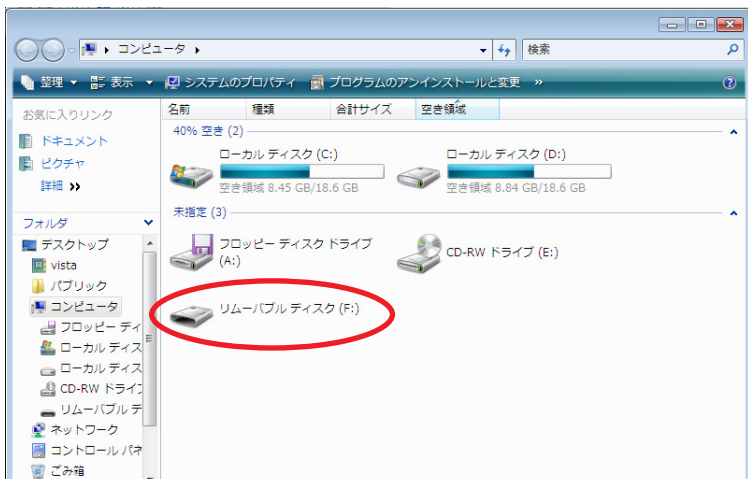 コンピュータ
検索
整理 表示 システムのプロパティ プログラムのアンインストールと変更 »
お気に入りリンク
ドキュメント
ピクチャ
詳細 »
フォルダ
デスクトップ
vista
パブリック
コンピュータ
フロッピー ディ
ローカル ディス
ローカル ディス
CD-RW ドライブ
リムーバブル デ
ネットワーク
コントロール パネ
ごみ箱
名前 種類 合計サイズ 空き領域
40% 空き (2)
ローカル ディスク (C:)
空き領域 8.45 GB/18.6 GB
ローカル ディスク (D:)
空き領域 8.84 GB/18.6 GB
未指定 (3)
フロッピー ディスク ドライブ
(A:)
CD-RW ドライブ (E:)
リムーバブル ディスク (F:)